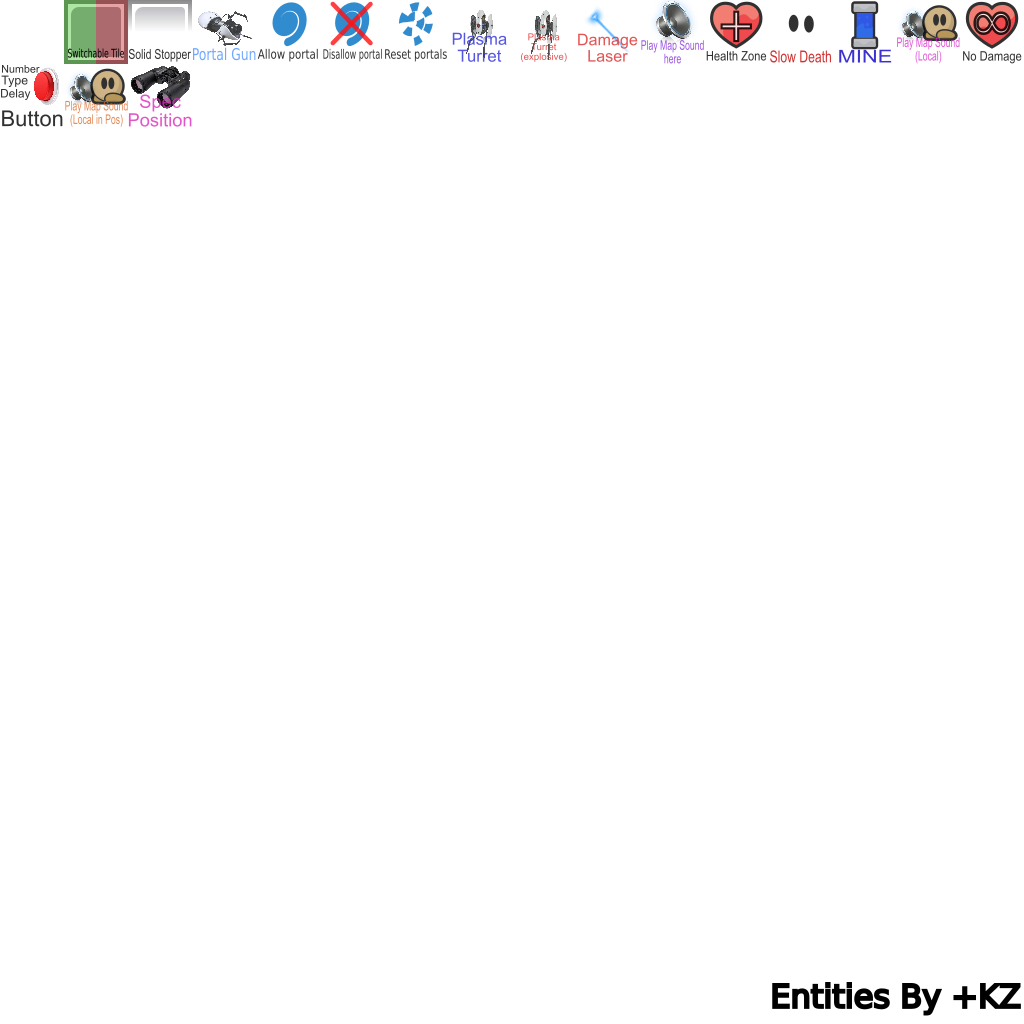 Switchable Tile
Solid Stopper
Portal Gun
Allow portal
Disallow portal
Reset portals
Plasma
Turret
Plasma
Turret
(explosive)
Damage
Laser
Play Map Sound
here
Health Zone
Slow Death
MINE
Play Map Sound
(Local)
No Damage
Number
Type
Delay
Button
Play Map Sound
(Local in Pos)
Spec
Position
Entities By +KZ